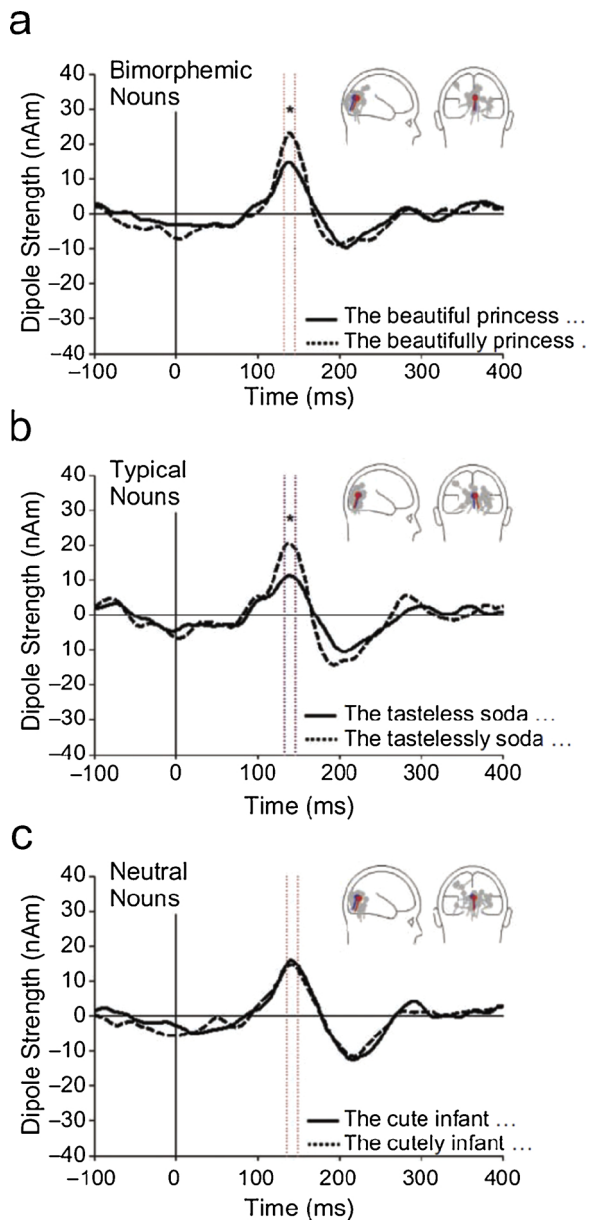 a
Bimorphemic
Nouns
*
Dipole Strength (nAm)
40
30
20
10
0
−10
−20
−30
−40
The beautiful princess ...
The beautifully princess .
−100 0 100 200 300 400
Time (ms)
b
Typical
Nouns
*
Dipole Strength (nAm)
40
30
20
10
0
−10
−20
−30
−40
The tasteless soda ...
The tastelessly soda ...
−100 0 100 200 300 400
Time (ms)
c
Neutral
Nouns
Dipole Strength (nAm)
40
30
20
10
0
−10
−20
−30
−40
The cute infant ...
The cutely infant ...
−100 0 100 200 300 400
Time (ms)